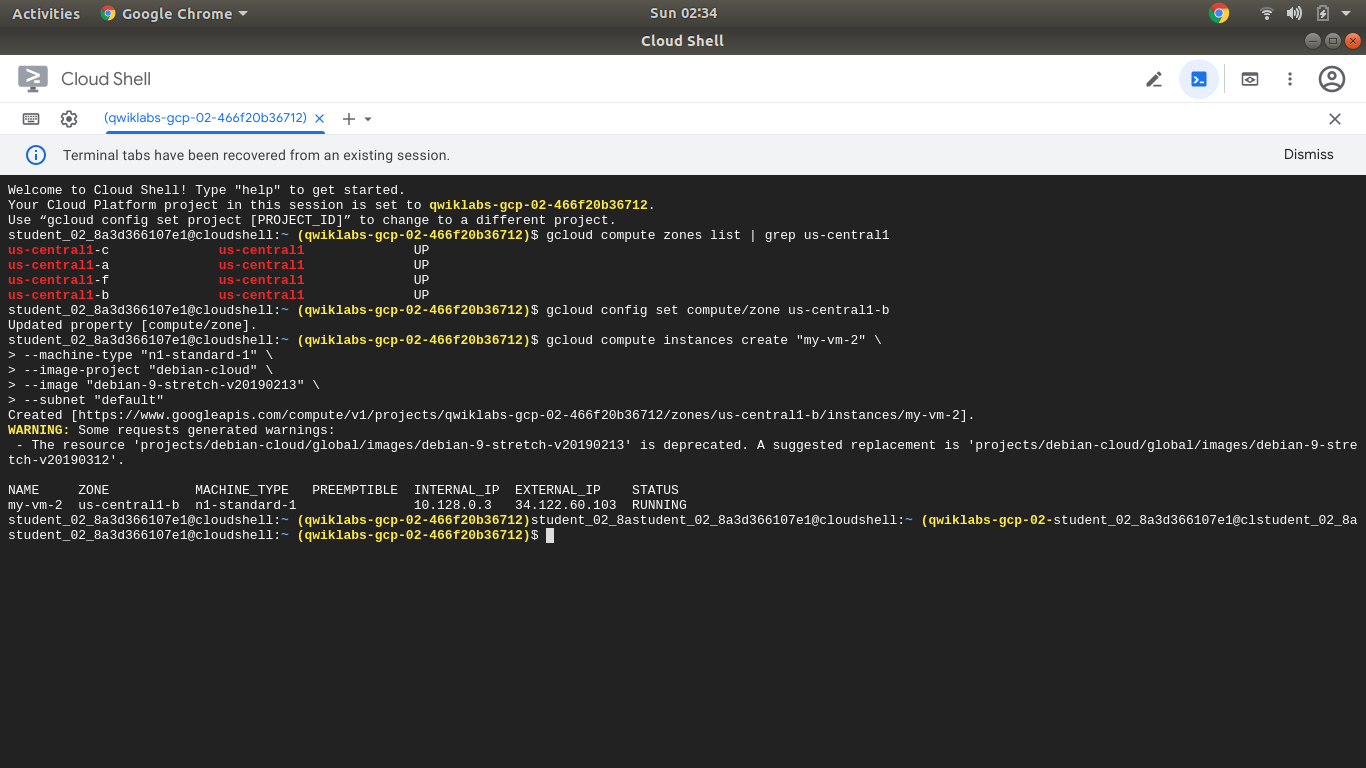 Activities Google Chrome Sun 02:34
Cloud Shell
Cloud Shell
(qwiklabs-gcp-02-466f20b36712)
Terminal tabs have been recovered from an existing session. Dismiss
Welcome to Cloud Shell! Type "help" to get started.
Your Cloud Platform project in this session is set to qwiklabs-gcp-02-466f20b36712.
Use “gcloud config set project [PROJECT_ID]” to change to a different project.
student_02_8a3d366107e1@cloudshell:~ (qwiklabs-gcp-02-466f20b36712)$ gcloud compute zones list | grep us-central1
us-central1-c us-central1 UP
us-central1-a us-central1 UP
us-central1-f us-central1 UP
us-central1-b us-central1 UP
student_02_8a3d366107e1@cloudshell:~ (qwiklabs-gcp-02-466f20b36712)$ gcloud config set compute/zone us-central1-b
Updated property [compute/zone].
student_02_8a3d366107e1@cloudshell:~ (qwiklabs-gcp-02-466f20b36712)$ gcloud compute instances create "my-vm-2" \
> --machine-type "n1-standard-1" \
> --image-project "debian-cloud" \
> --image "debian-9-stretch-v20190213" \
> --subnet "default"
Created [https://www.googleapis.com/compute/v1/projects/qwiklabs-gcp-02-466f20b36712/zones/us-central1-b/instances/my-vm-2].
WARNING: Some requests generated warnings:
- The resource 'projects/debian-cloud/global/images/debian-9-stretch-v20190213' is deprecated. A suggested replacement is 'projects/debian-cloud/global/images/debian-9-stre
tch-v20190312'.
NAME ZONE MACHINE_TYPE PREEMPTIBLE INTERNAL_IP EXTERNAL_IP STATUS
my-vm-2 us-central1-b n1-standard-1 10.128.0.3 34.122.60.103 RUNNING
student_02_8a3d366107e1@cloudshell:~ (qwiklabs-gcp-02-466f20b36712)student_02_8astudent_02_8a3d366107e1@cloudshell:~ (qwiklabs-gcp-02-student_02_8a3d366107e1@clstudent_02_8a
student_02_8a3d366107e1@cloudshell:~ (qwiklabs-gcp-02-466f20b36712)$